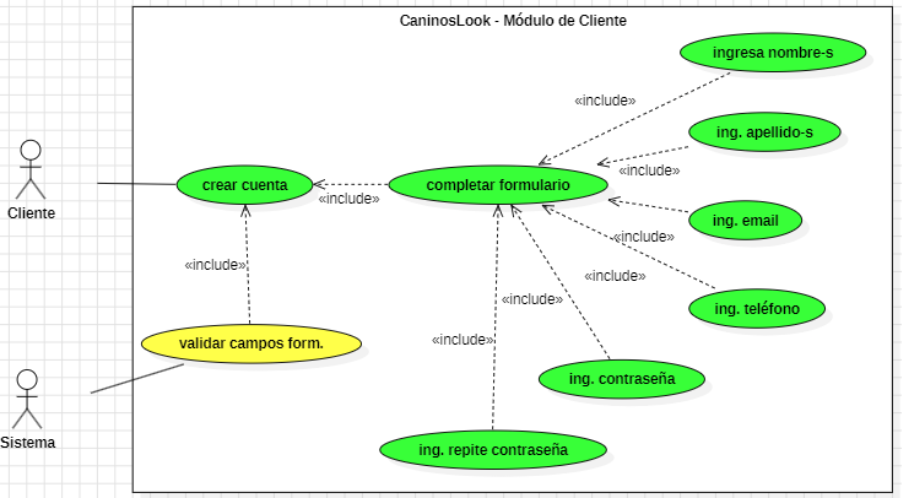 CaninosLook - Módulo de Cliente
ingresa nombre-s
«include»
ing. apellido-s
«include»
Cliente
crear cuenta
«include»
completar formulario
ing. email
«include»
«include»
«include»
«include»
ing. teléfono
«include»
validar campos form.
Sistema
ing. contraseña
ing. repite contraseña